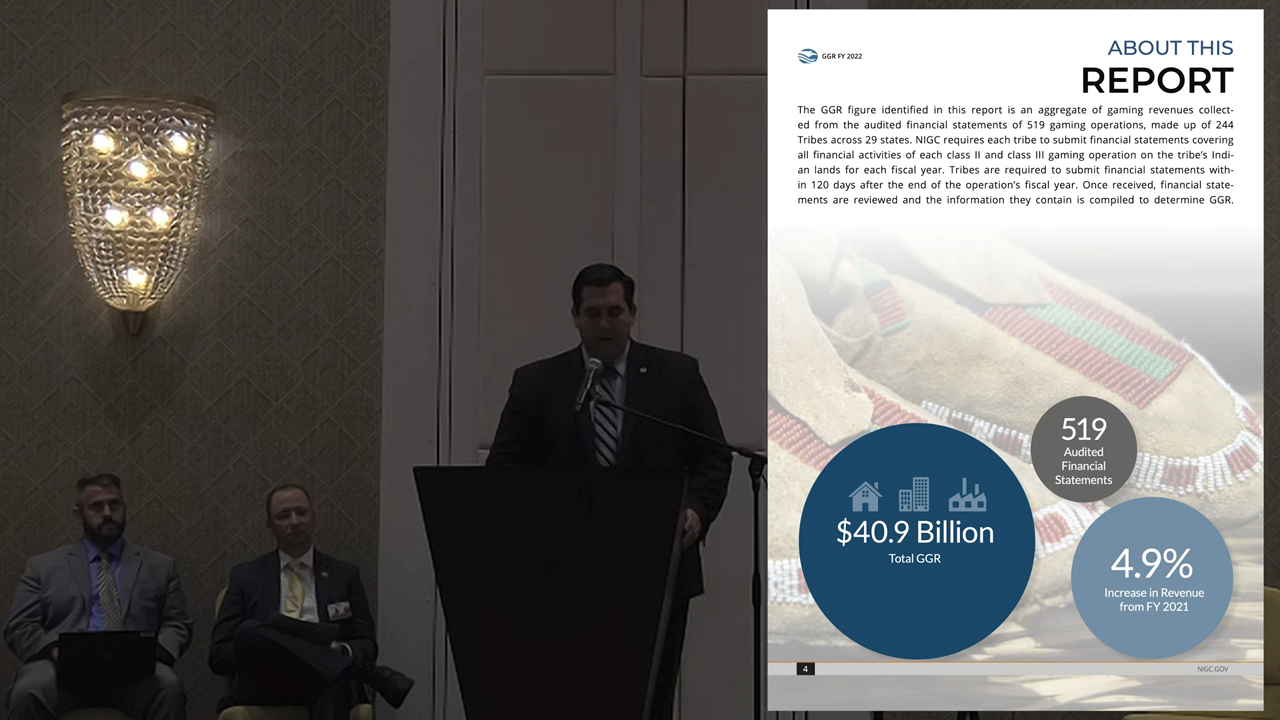 GGR FY 2022
ABOUT THIS
REPORT
The GGR figure identified in this report is an aggregate of gaming revenues collect-
ed from the audited financial statements of 519 gaming operations, made up of 244
Tribes across 29 states. NIGC requires each tribe to submit financial statements covering
all financial activities of each class II and class III gaming operation on the tribe's Indi-
an lands for each fiscal year. Tribes are required to submit financial statements with-
in 120 days after the end of the operation's fiscal year. Once received, financial state-
ments are reviewed and the information they contain is compiled to determine GGR.
519
Audited
Financial
Statements
$40.9 Billion
Total GGR
4.9%
Increase in Revenue
from FY 2021
4
NIGC.GOV